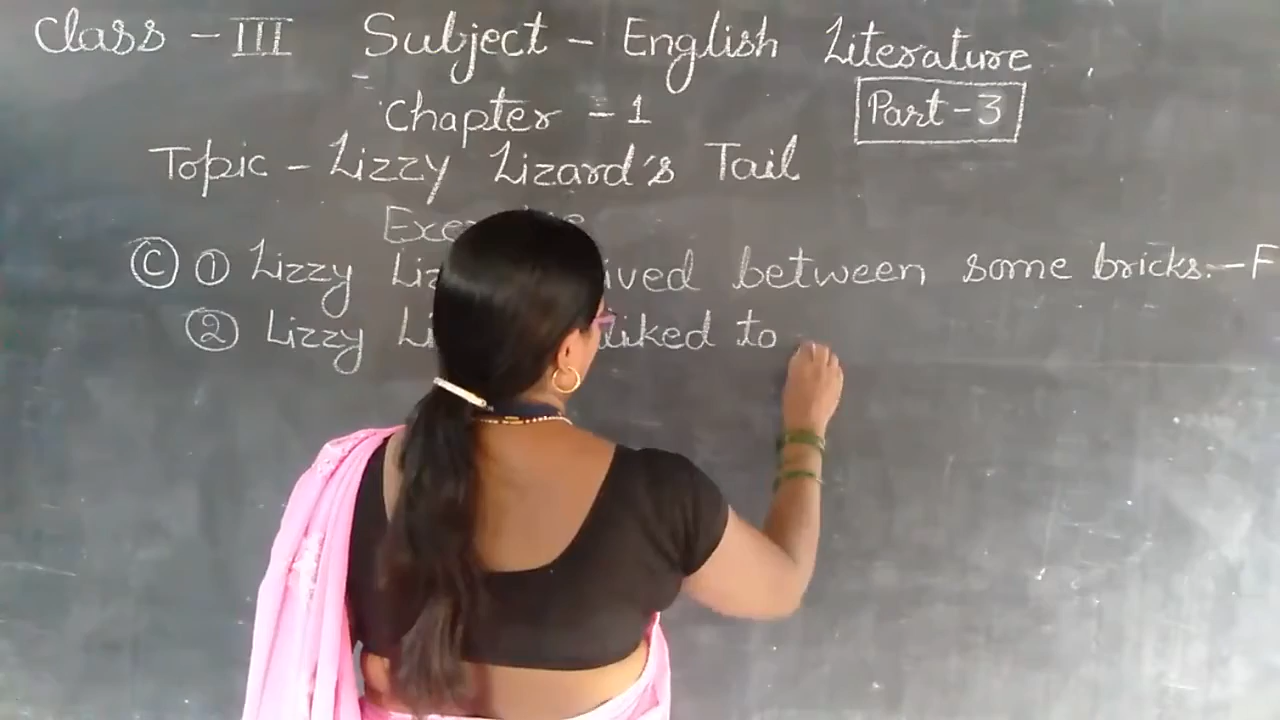 Class - III Subject - English Literature
Chapter - 1
Part - 3
Topic - Lizzy Lizard's Tail
C 1 Lizzy between some bricks. - F
2 Lizzy liked to